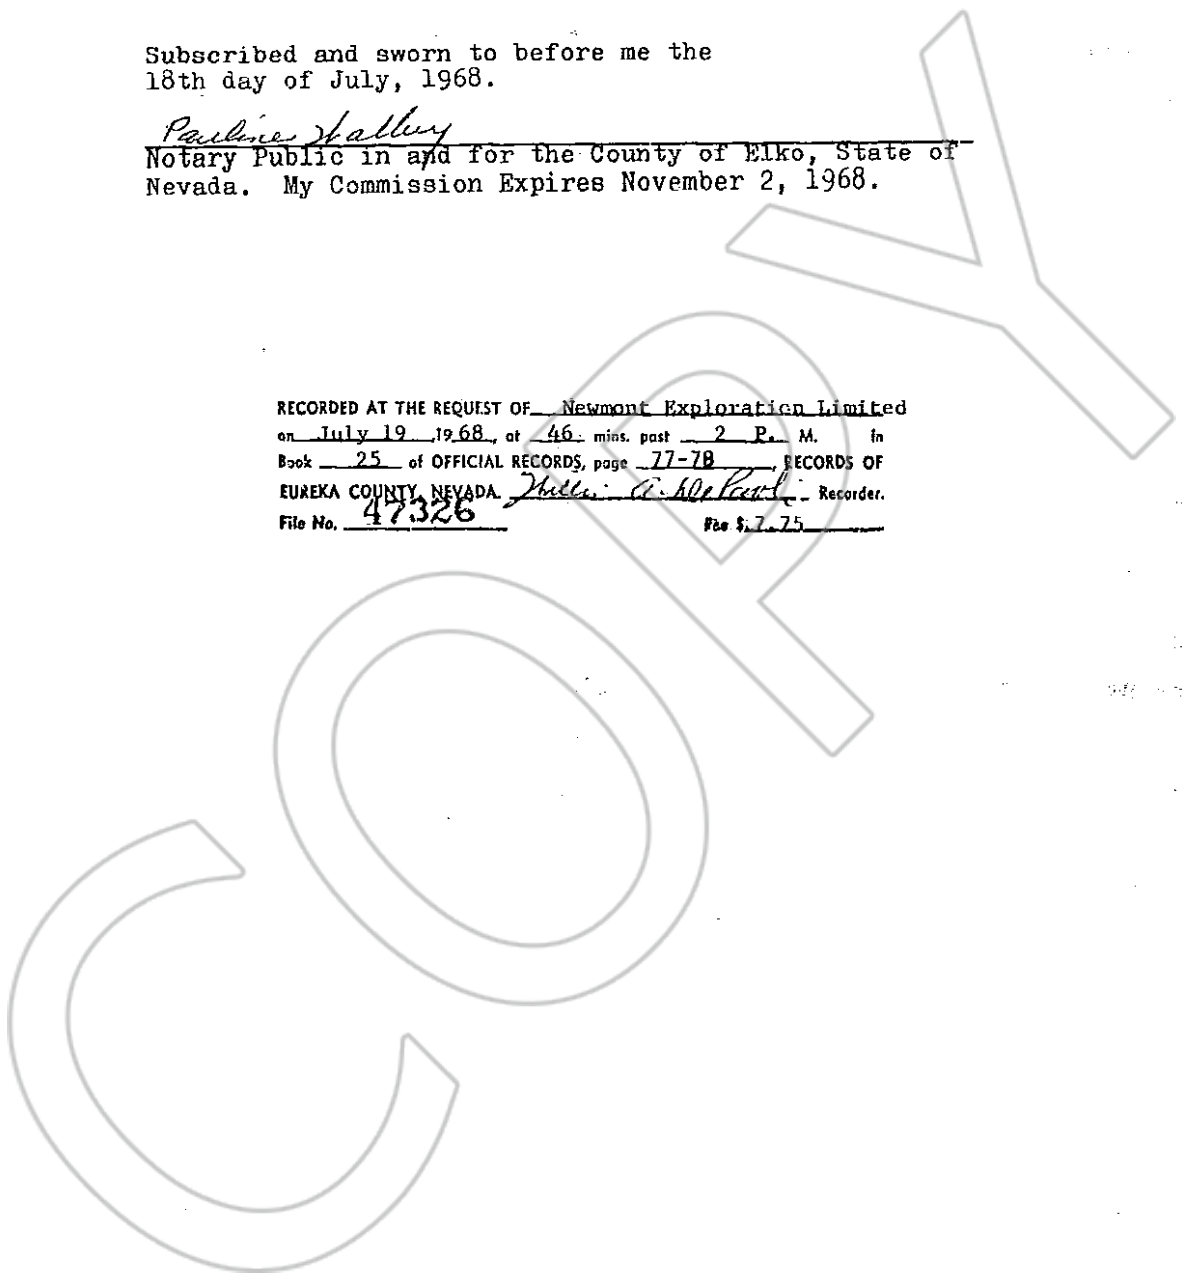 Subscribed and sworn to before me the
18th day of July, 1968.
Pauline
Notary Public in and for the County of Elko, State of
Nevada. My Commission Expires November 2, 1968.
RECORDED AT THE REQUEST OF Newmont Exploration Limited
on July 19, 1968, at 46 mins. past 2 P. M. in
Book 25 of OFFICIAL RECORDS, page 77-78, RECORDS OF
EUREKA COUNTY, NEVADA. Recorder.
File No. 47326 Fee $ 7.75
COPY